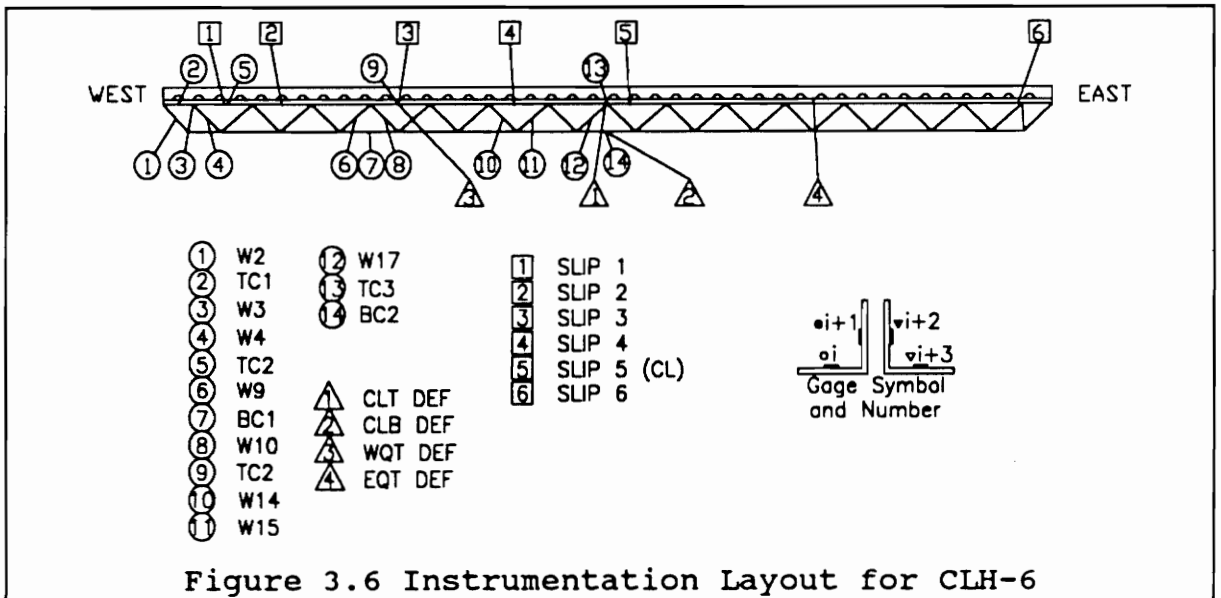 1 2 3 4 5 6
2 5 9 13
WEST EAST
1 3 4 6 7 8 10 11 12 14
3 1 2 4
1 W2
2 TC1
3 W3
4 W4
5 TC2
6 W9
7 BC1
8 W10
9 TC2
10 W14
11 W15
12 W17
13 TC3
14 BC2
1 CLT DEF
2 CLB DEF
3 WQT DEF
4 EQT DEF
1 SLIP 1
2 SLIP 2
3 SLIP 3
4 SLIP 4
5 SLIP 5 (CL)
6 SLIP 6
i+1 i+2
i i+3
Gage Symbol
and Number
Figure 3.6 Instrumentation Layout for CLH-6